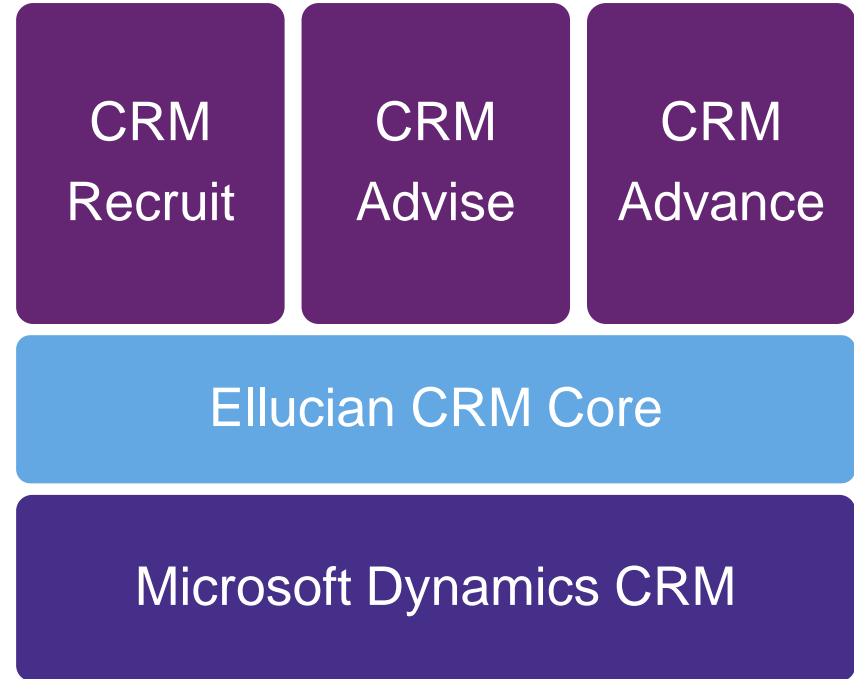 CRM
Recruit
CRM
Advise
CRM
Advance
Ellucian CRM Core
Microsoft Dynamics CRM